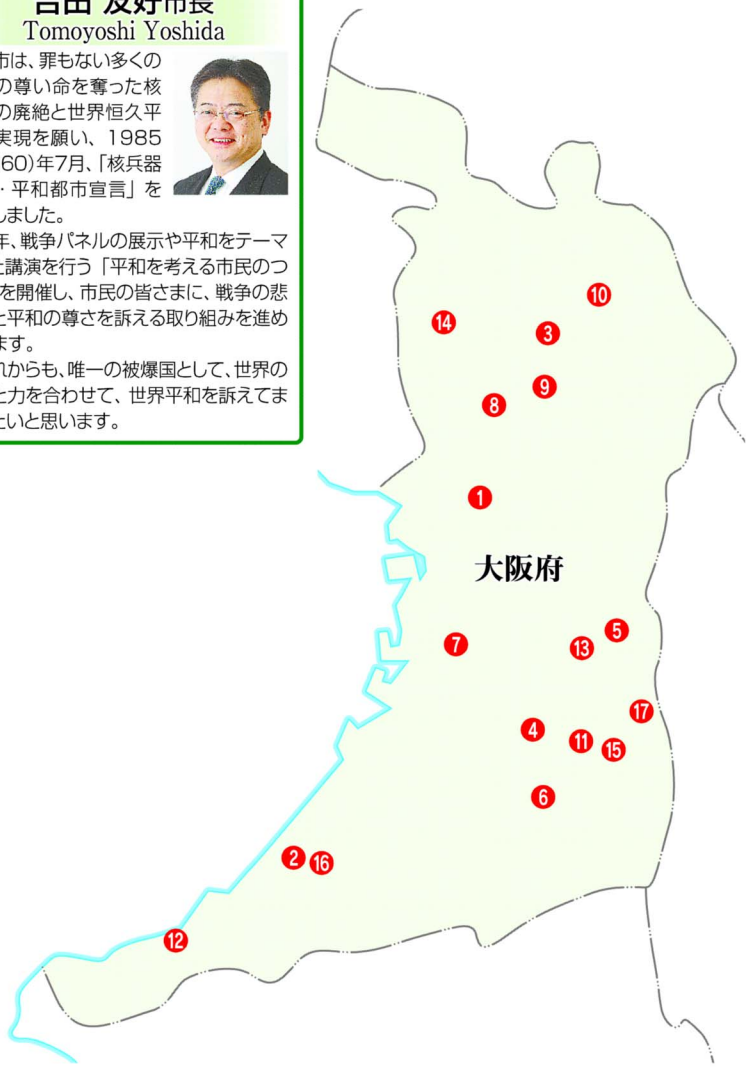 吉田 友好市長
Tomoyoshi Yoshida
市は、罪もない多くの
の尊い命を奪った核
の廃絶と世界恒久平
実現を願い、1985
60)年7月、「核兵器
・平和都市宣言」を
しました。
年、戦争パネルの展示や平和をテーマ
た講演を行う「平和を考える市民のつ
を開催し、市民の皆さまに、戦争の悲
と平和の尊さを訴える取り組みを進め
ます。
れからも、唯一の被爆国として、世界の
と力を合わせて、世界平和を訴えてま
たいと思います。
10
14
3
9
8
1
大阪府
5
7
13
17
4
11
15
6
2
16
12